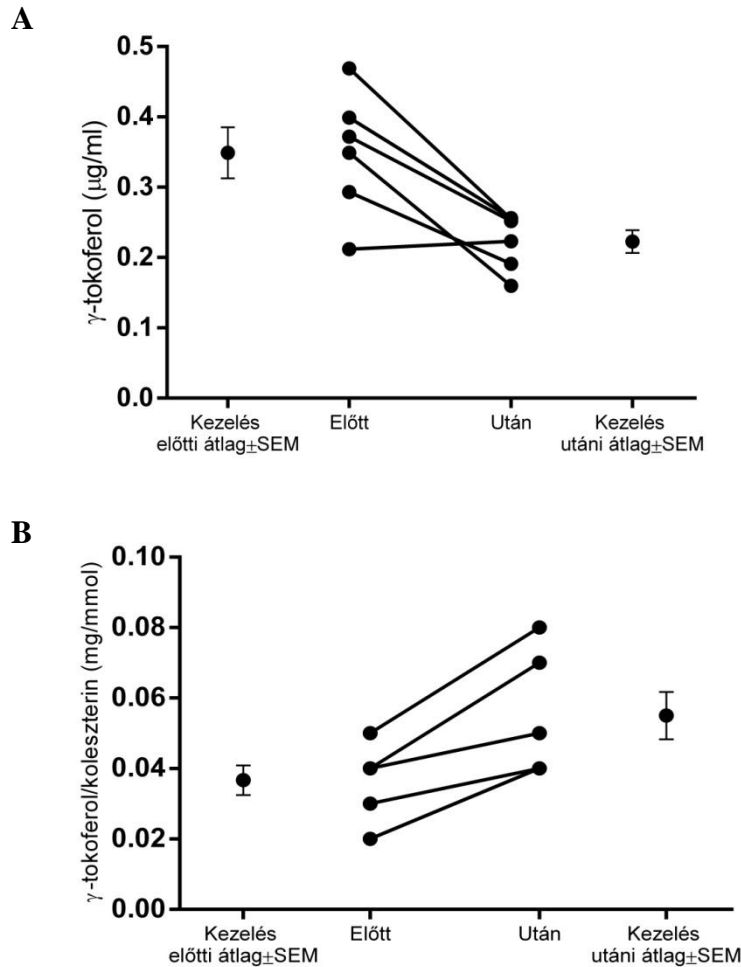 A
γ-tokoferol (μg/ml)
0.5
0.4
0.3
0.2
0.1
0.0
Kezelés
előtti átlag±SEM
Előtt
Után
Kezelés
utáni átlag±SEM
B
γ-tokoferol/koleszterin (mg/mmol)
0.10
0.08
0.06
0.04
0.02
0.00
Kezelés
előtti átlag±SEM
Előtt
Után
Kezelés
utáni átlag±SEM